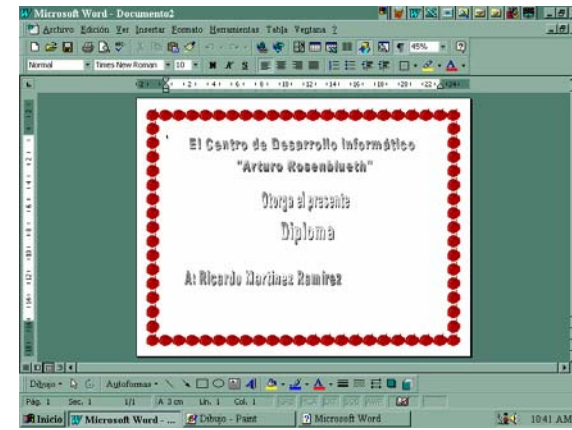 Microsoft Word - Documento2
Archivo Edición Ver Insertar Formato Herramientas Tabla Ventana ?
45%
Normal Times New Roman 10 N K S
El Centro de Desarrollo Informático
"Arturo Rosenblueth"
Otorga el presente
Diploma
A: Ricardo Martínez Ramírez
Dibujo Autoformas
Pág. 1 Sec. 1 1/1 A 3 cm Lín. 1 Col. 1
Inicio Microsoft Word - ... Dibujo - Paint Microsoft Word 10:41 AM